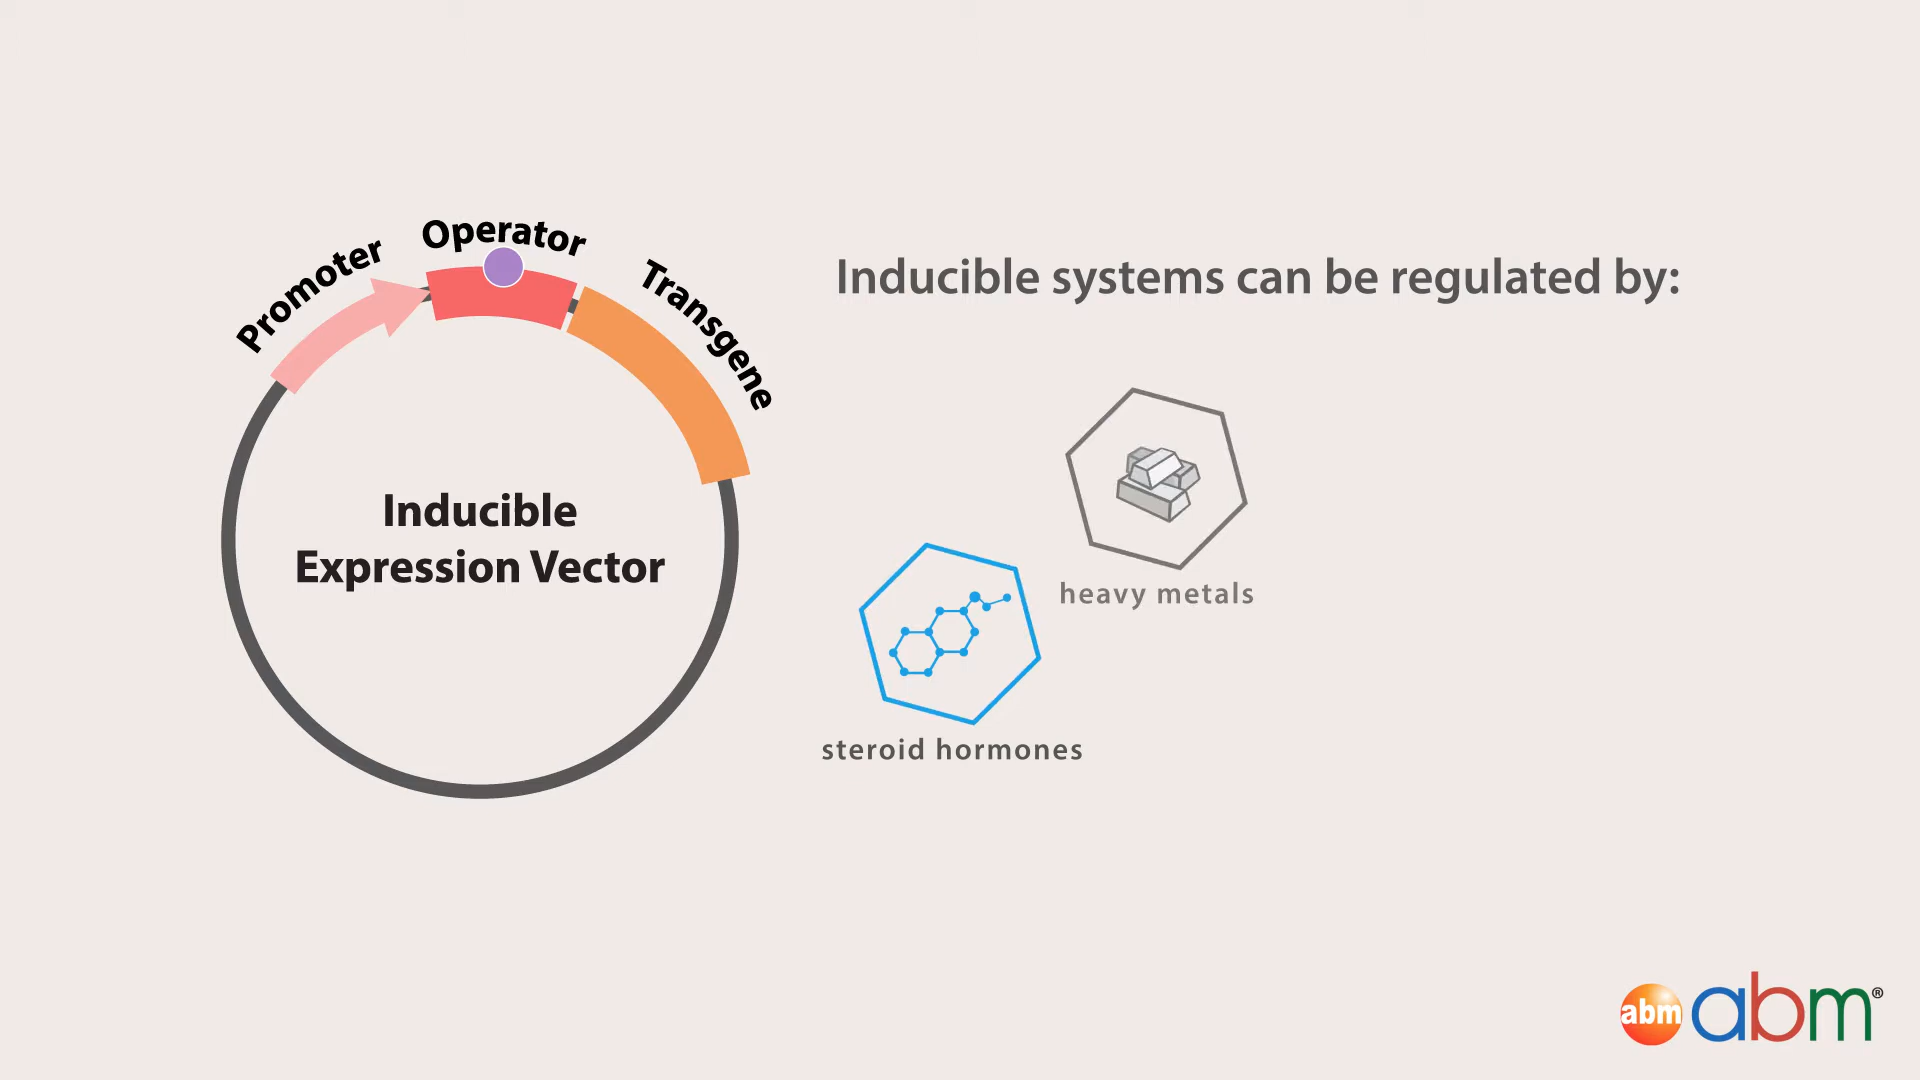 Promoter
Operator
Transgene
Inducible
Expression Vector
Inducible systems can be regulated by:
heavy metals
steroid hormones
abm
abm®